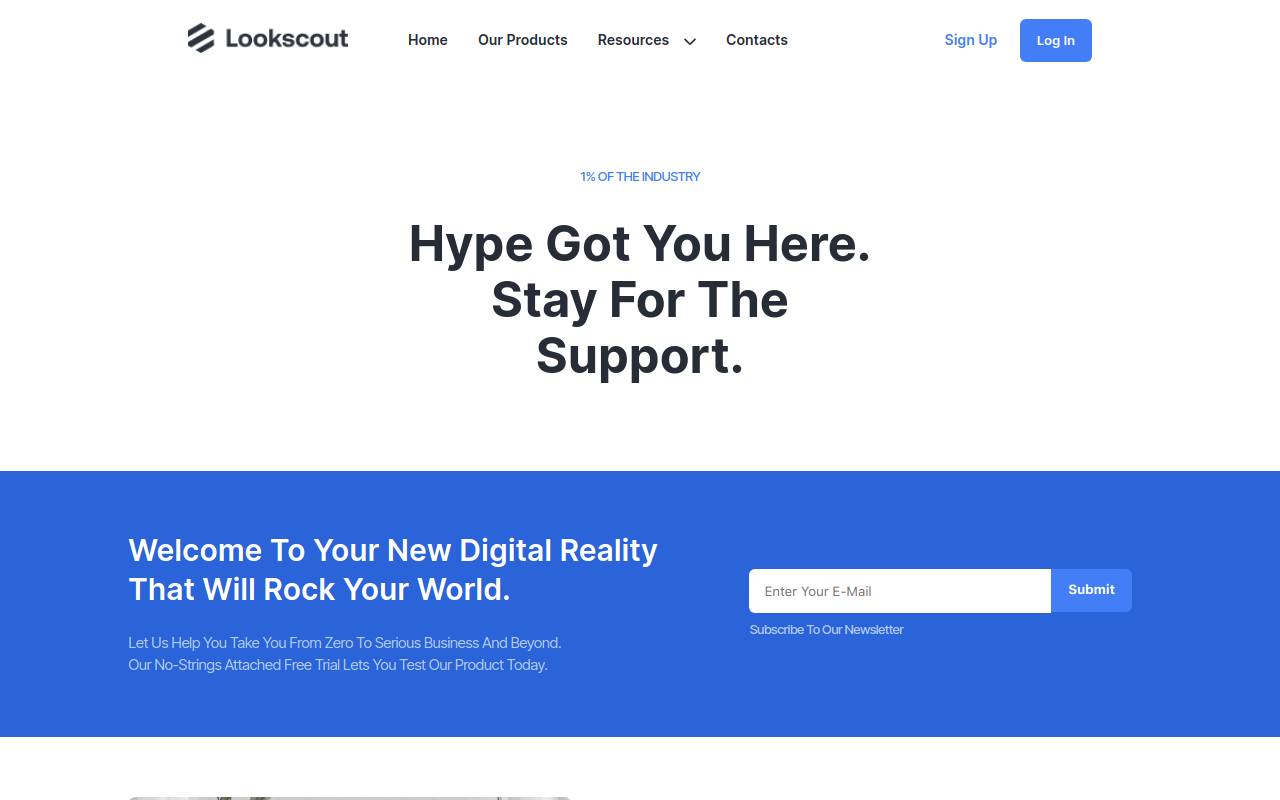 Lookscout
Home
Our Products
Resources
Contacts
Sign Up
Log In
1% OF THE INDUSTRY
Hype Got You Here.
Stay For The
Support.
Welcome To Your New Digital Reality
That Will Rock Your World.
Let Us Help You Take You From Zero To Serious Business And Beyond.
Our No-Strings Attached Free Trial Lets You Test Our Product Today.
Enter Your E-Mail
Submit
Subscribe To Our Newsletter